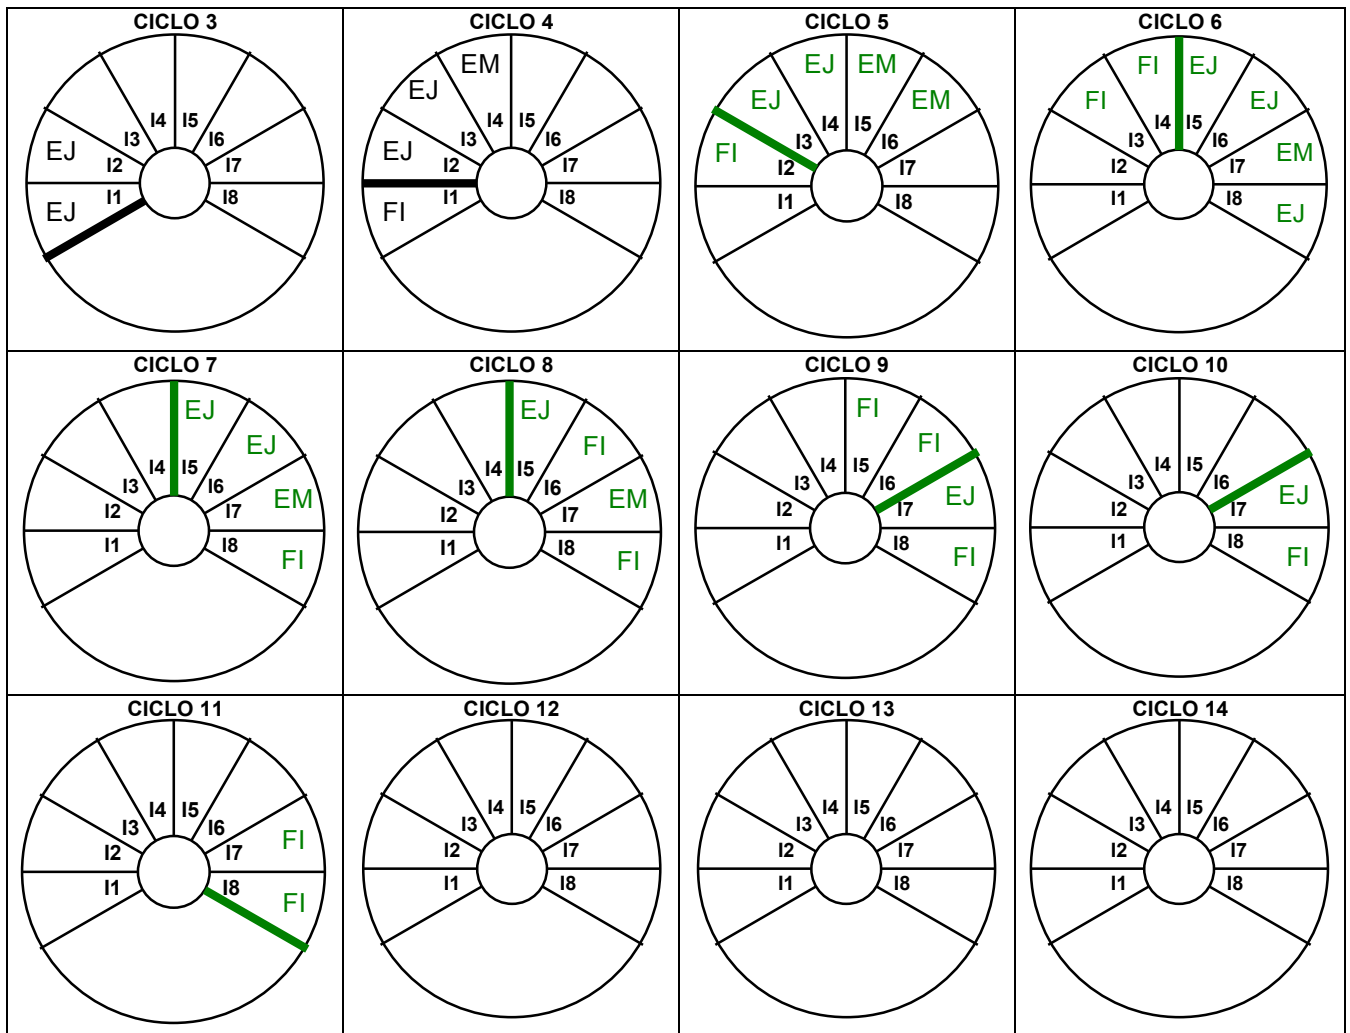 CICLO 3
I4 I5
I3 I6
EJ I2 I7
EJ I1 I8
CICLO 4
EM
EJ
I4 I5
I3 I6
EJ I2 I7
FI I1 I8
CICLO 5
EJ EM
EJ EM
I4 I5
I3 I6
FI I2 I7
I1 I8
CICLO 6
FI EJ
FI EJ
I4 I5
I3 I6
I2 I7 EM
I1 I8 EJ
CICLO 7
EJ
EJ
I4 I5
I3 I6
I2 I7 EM
I1 I8 FI
CICLO 8
EJ
FI
I4 I5
I3 I6
I2 I7 EM
I1 I8 FI
CICLO 9
FI
FI
I4 I5
I3 I6
I2 I7 EJ
I1 I8 FI
CICLO 10
I4 I5
I3 I6
I2 I7 EJ
I1 I8 FI
CICLO 11
I4 I5
I3 I6
I2 I7 FI
I1 I8 FI
CICLO 12
I4 I5
I3 I6
I2 I7
I1 I8
CICLO 13
I4 I5
I3 I6
I2 I7
I1 I8
CICLO 14
I4 I5
I3 I6
I2 I7
I1 I8